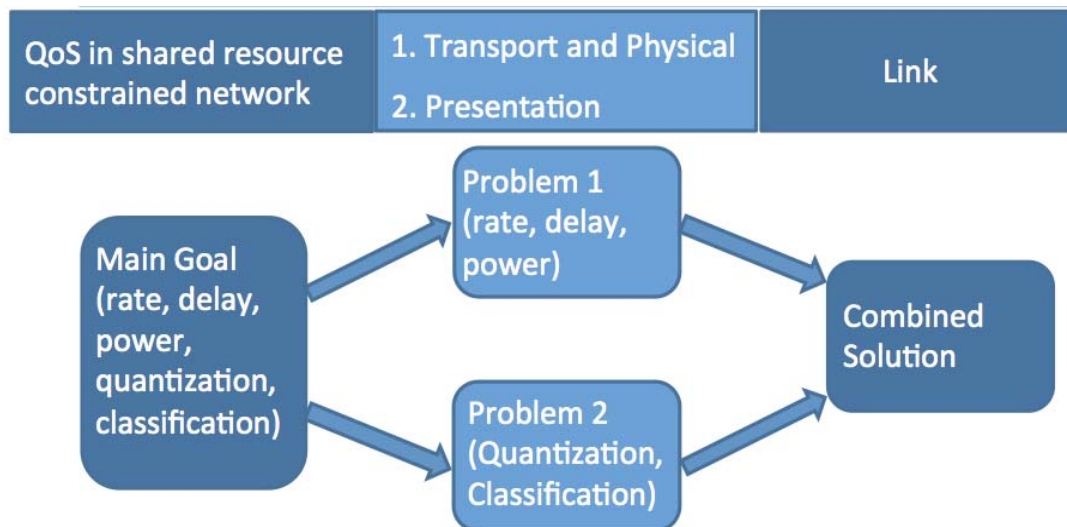 QoS in shared resource
constrained network
1. Transport and Physical
2. Presentation
Link
Main Goal
(rate, delay,
power,
quantization,
classification)
Problem 1
(rate, delay,
power)
Problem 2
(Quantization,
Classification)
Combined
Solution